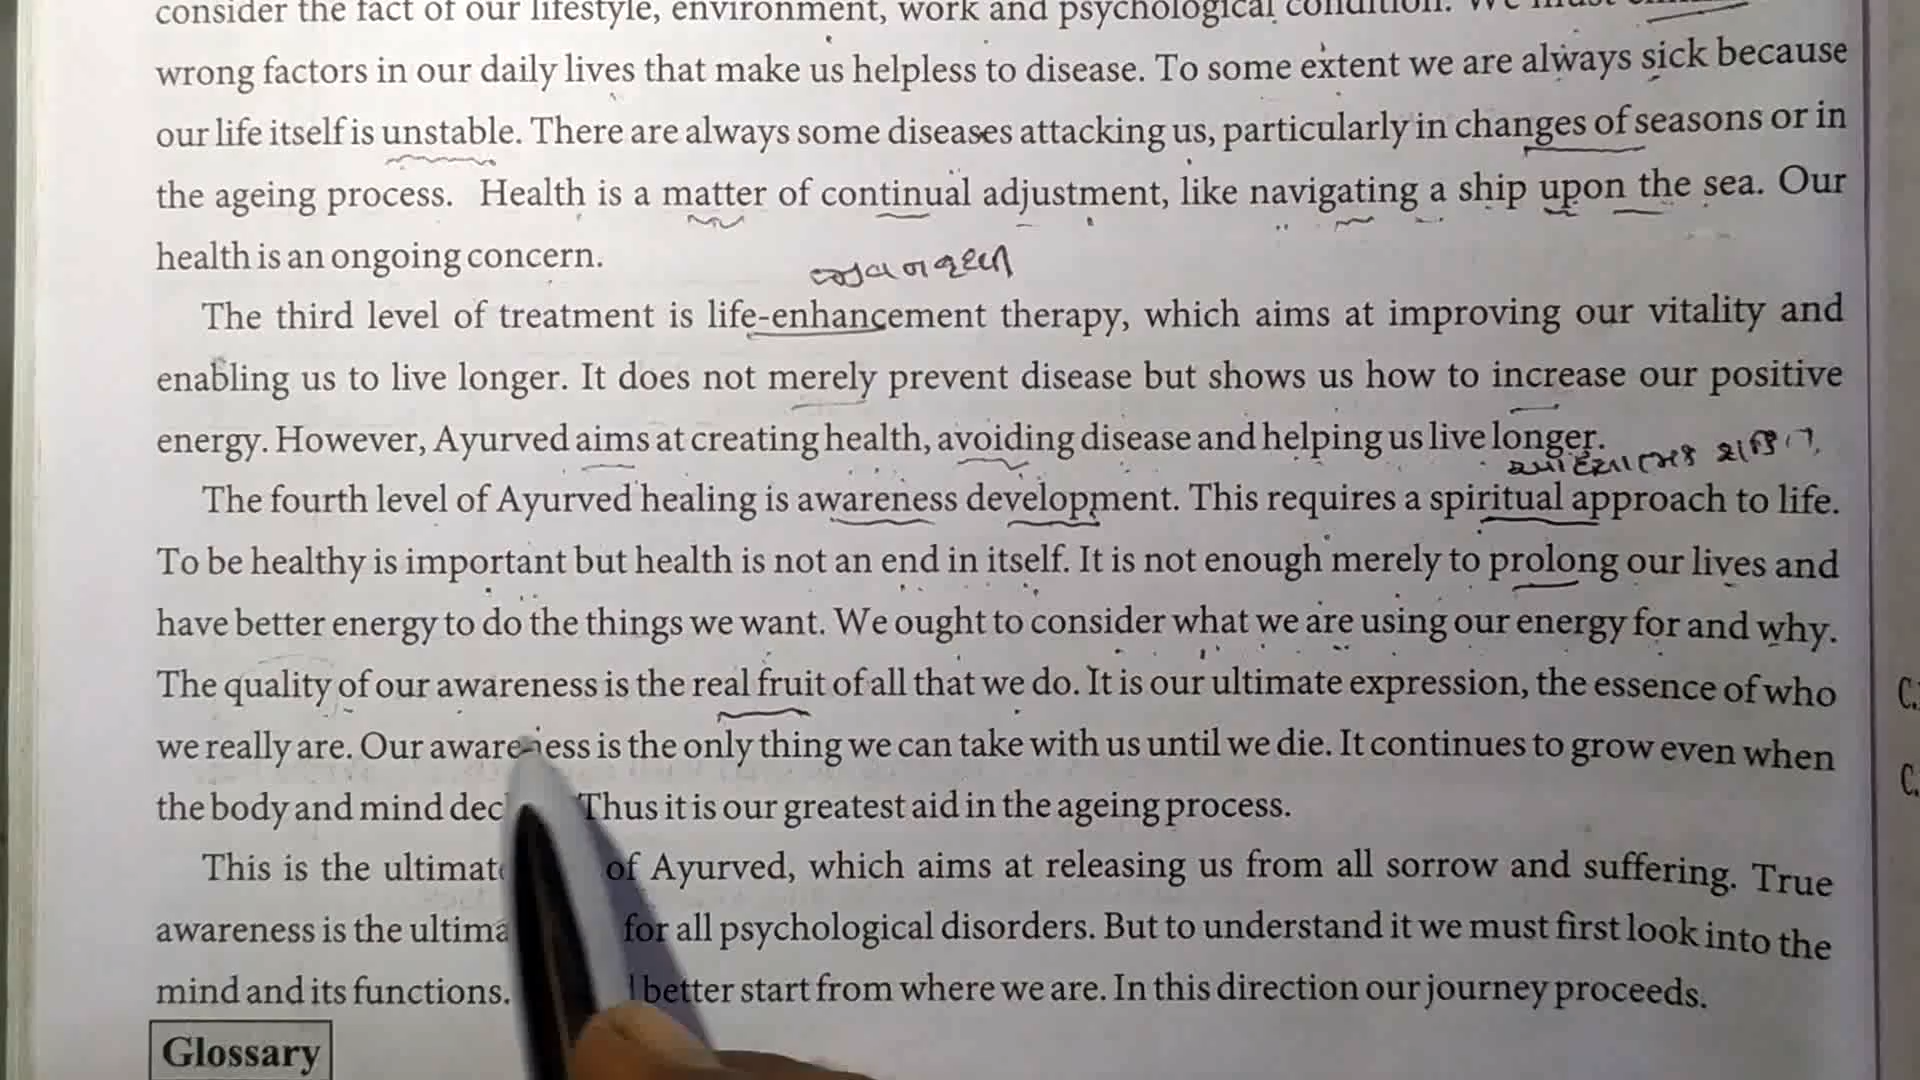 consider the fact of our lifestyle, environment, work and psychological condition. We must
wrong factors in our daily lives that make us helpless to disease. To some extent we are always sick because
our life itself is unstable. There are always some diseases attacking us, particularly in changes of seasons or in
the ageing process. Health is a matter of continual adjustment, like navigating a ship upon the sea. Our
health is an ongoing concern.
The third level of treatment is life-enhancement therapy, which aims at improving our vitality and
enabling us to live longer. It does not merely prevent disease but shows us how to increase our positive
energy. However, Ayurved aims at creating health, avoiding disease and helping us live longer.
The fourth level of Ayurved healing is awareness development. This requires a spiritual approach to life.
To be healthy is important but health is not an end in itself. It is not enough merely to prolong our lives and
have better energy to do the things we want. We ought to consider what we are using our energy for and why.
The quality of our awareness is the real fruit of all that we do. It is our ultimate expression, the essence of who
we really are. Our awareness is the only thing we can take with us until we die. It continues to grow even when
the body and mind Thus it is our greatest aid in the ageing process.
This is the of Ayurved, which aims at releasing us from all sorrow and suffering. True
awareness is the for all psychological disorders. But to understand it we must first look into the
mind and its functions. better start from where we are. In this direction our journey proceeds.
Glossary